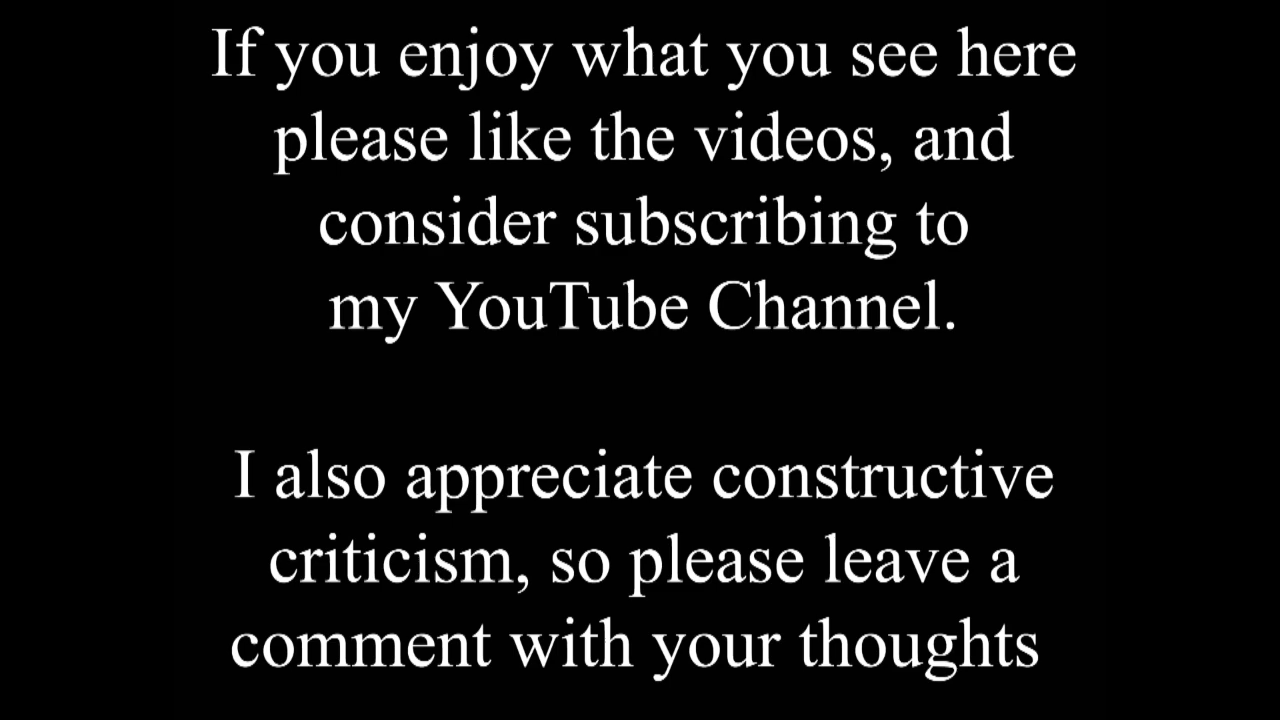 If you enjoy what you see here
please like the videos, and
consider subscribing to
my YouTube Channel.
I also appreciate constructive
criticism, so please leave a
comment with your thoughts